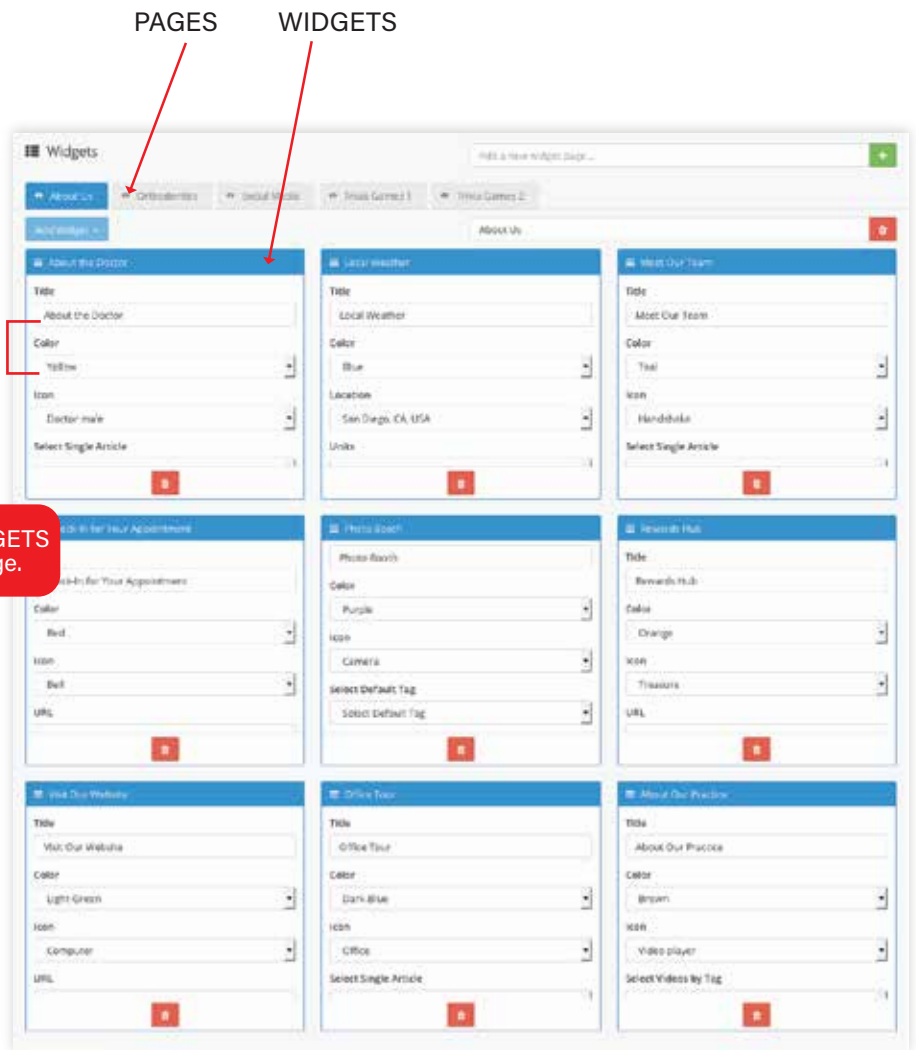 PAGES WIDGETS
Widgets
Add a new widget page...
About Us Orthodontics Social Media Trivia Games 1 Trivia Games 2
Add Widget About Us
About the Doctor Local Weather Meet Our Team
Title Title Title
About the Doctor Local Weather Meet Our Team
Color Color Color
Yellow Blue Teal
Icon Location Icon
Doctor male San Diego, CA, USA Handshake
Select Single Article Units Select Single Article
GETS
ge.
Check-In for Your Appointment Photo Booth Rewards Hub
Photo Booth Title
Check-In for Your Appointment Color Rewards Hub
Color Purple Color
Red Icon Orange
Icon Camera Icon
Bell Select Default Tag Treasure
URL Select Default Tag URL
Visit Our Website Office Tour About Our Practice
Title Title Title
Visit Our Website Office Tour About Our Practice
Color Color Color
Light Green Dark Blue Brown
Icon Icon Icon
Computer Office Video player
URL Select Single Article Select Videos by Tag